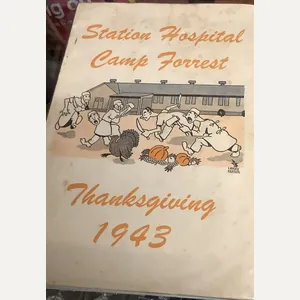 Station Hospital
Camp Forrest
Thanksgiving
1943